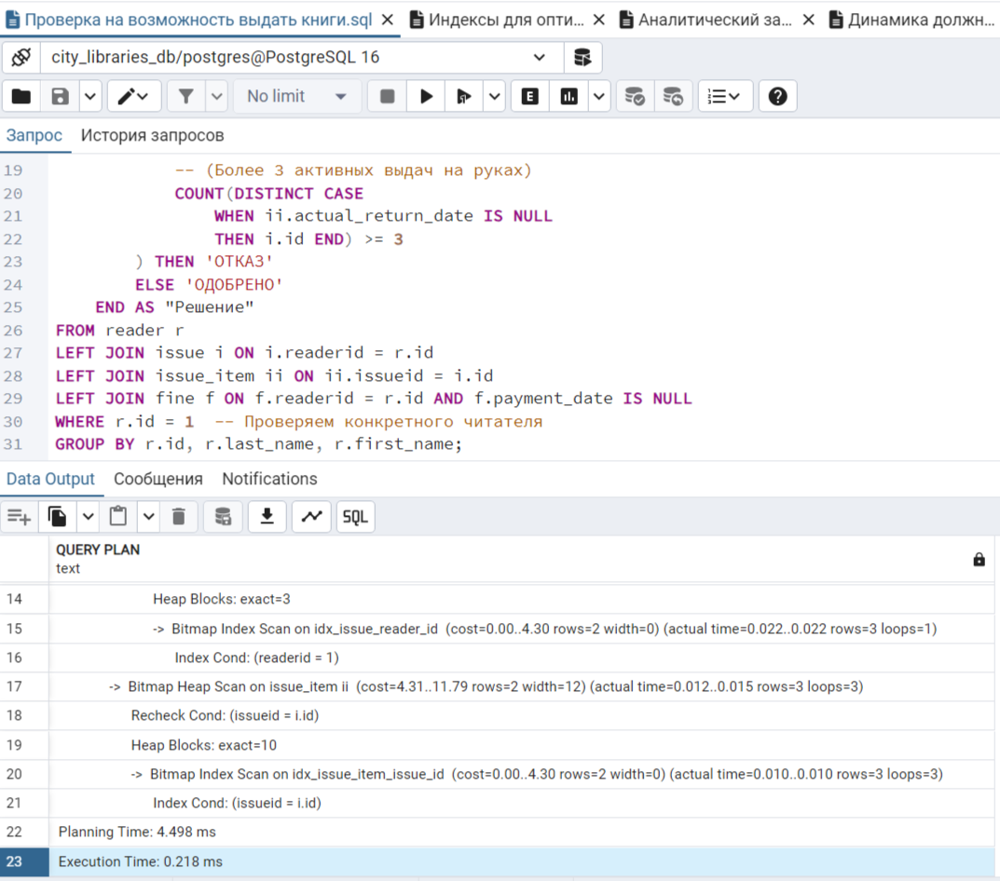 Проверка на возможность выдать книги.sql
Индексы для опти...
Аналитический за...
Динамика должн...
city_libraries_db/postgres@PostgreSQL 16
No limit
E
Запрос История запросов
19 -- (Более 3 активных выдач на руках)
20 COUNT(DISTINCT CASE
21 WHEN ii.actual_return_date IS NULL
22 THEN i.id END) >= 3
23 ) THEN 'ОТКАЗ'
24 ELSE 'ОДОБРЕНО'
25 END AS "Решение"
26 FROM reader r
27 LEFT JOIN issue i ON i.readerid = r.id
28 LEFT JOIN issue_item ii ON ii.issueid = i.id
29 LEFT JOIN fine f ON f.readerid = r.id AND f.payment_date IS NULL
30 WHERE r.id = 1 -- Проверяем конкретного читателя
31 GROUP BY r.id, r.last_name, r.first_name;
Data Output Сообщения Notifications
SQL
QUERY PLAN
text
14 Heap Blocks: exact=3
15 -> Bitmap Index Scan on idx_issue_reader_id (cost=0.00..4.30 rows=2 width=0) (actual time=0.022..0.022 rows=3 loops=1)
16 Index Cond: (readerid = 1)
17 -> Bitmap Heap Scan on issue_item ii (cost=4.31..11.79 rows=2 width=12) (actual time=0.012..0.015 rows=3 loops=3)
18 Recheck Cond: (issueid = i.id)
19 Heap Blocks: exact=10
20 -> Bitmap Index Scan on idx_issue_item_issue_id (cost=0.00..4.30 rows=2 width=0) (actual time=0.010..0.010 rows=3 loops=3)
21 Index Cond: (issueid = i.id)
22 Planning Time: 4.498 ms
23 Execution Time: 0.218 ms